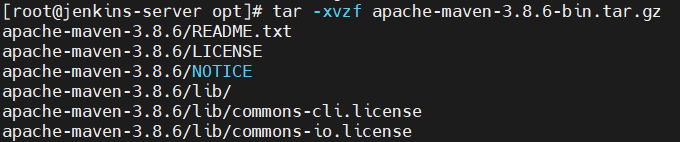 [root@jenkins-server opt]# tar -xvzf apache-maven-3.8.6-bin.tar.gz
apache-maven-3.8.6/README.txt
apache-maven-3.8.6/LICENSE
apache-maven-3.8.6/NOTICE
apache-maven-3.8.6/lib/
apache-maven-3.8.6/lib/commons-cli.license
apache-maven-3.8.6/lib/commons-io.license